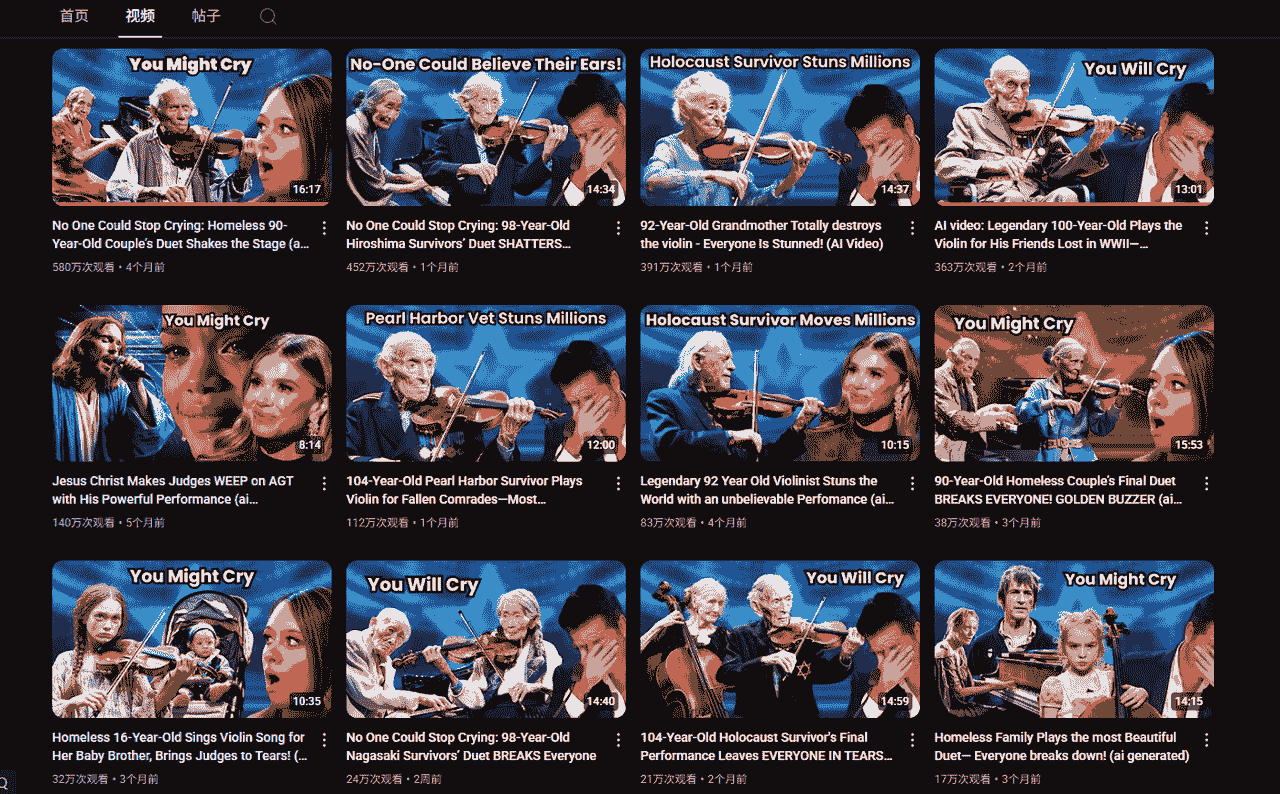 首页 视频 帖子
You Might Cry
No-One Could Believe Their Ears!
Holocaust Survivor Stuns Millions
You Will Cry
16:17
14:34
14:37
13:01
No One Could Stop Crying: Homeless 90-
Year-Old Couple's Duet Shakes the Stage (a...
580万次观看 • 4个月前
No One Could Stop Crying: 98-Year-Old
Hiroshima Survivors' Duet SHATTERS...
452万次观看 • 1个月前
92-Year-Old Grandmother Totally destroys
the violin - Everyone Is Stunned! (AI Video)
391万次观看 • 1个月前
AI video: Legendary 100-Year-Old Plays the
Violin for His Friends Lost in WWII—...
363万次观看 • 2个月前
You Might Cry
Pearl Harbor Vet Stuns Millions
Holocaust Survivor Moves Millions
You Might Cry
8:14
12:00
10:15
15:53
Jesus Christ Makes Judges WEEP on AGT
with His Powerful Performance (ai...
140万次观看 • 5个月前
104-Year-Old Pearl Harbor Survivor Plays
Violin for Fallen Comrades—Most...
112万次观看 • 1个月前
Legendary 92 Year Old Violinist Stuns the
World with an unbelievable Perfomance (ai...
83万次观看 • 4个月前
90-Year-Old Homeless Couple's Final Duet
BREAKS EVERYONE! GOLDEN BUZZER (ai...
38万次观看 • 3个月前
You Might Cry
You Will Cry
You Will Cry
You Might Cry
10:35
14:40
14:59
14:15
Homeless 16-Year-Old Sings Violin Song for
Her Baby Brother, Brings Judges to Tears! (...
32万次观看 • 3个月前
No One Could Stop Crying: 98-Year-Old
Nagasaki Survivors' Duet BREAKS Everyone
24万次观看 • 2周前
104-Year-Old Holocaust Survivor's Final
Performance Leaves EVERYONE IN TEARS...
21万次观看 • 2个月前
Homeless Family Plays the most Beautiful
Duet— Everyone breaks down! (ai generated)
17万次观看 • 3个月前